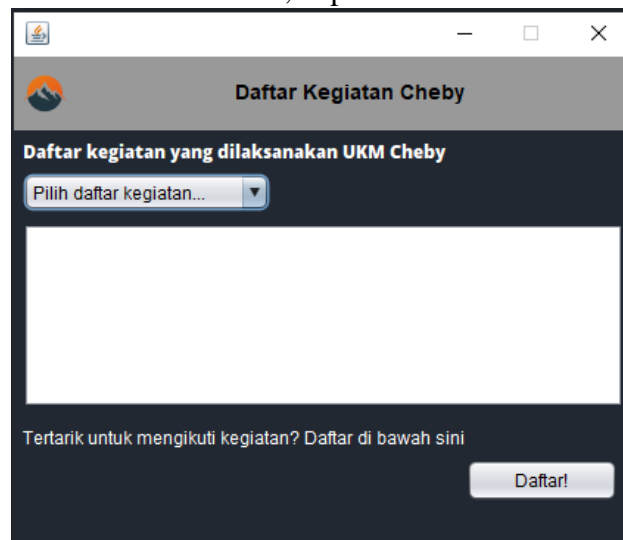 Daftar Kegiatan Cheby
Daftar kegiatan yang dilaksanakan UKM Cheby
Pilih daftar kegiatan...
Tertarik untuk mengikuti kegiatan? Daftar di bawah sini
Daftar!